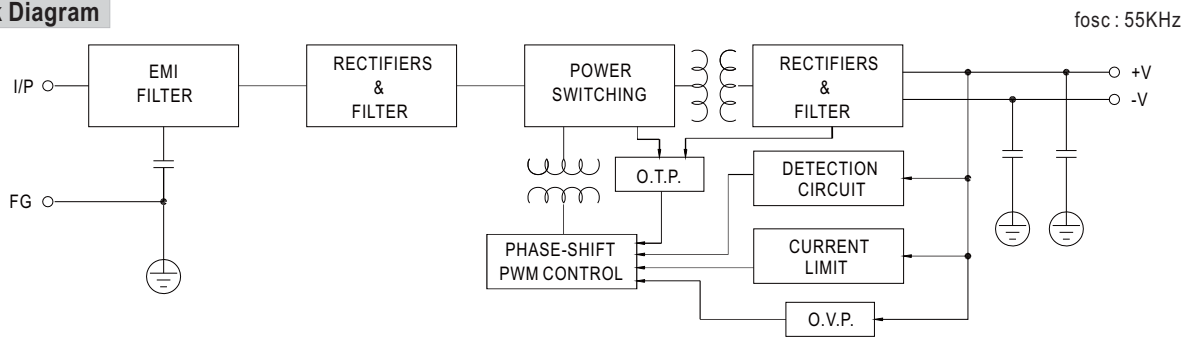 Diagram
fosc : 55KHz
I/P
EMI
FILTER
RECTIFIERS
&
FILTER
POWER
SWITCHING
RECTIFIERS
&
FILTER
+V
-V
O.T.P.
DETECTION
CIRCUIT
FG
PHASE-SHIFT
PWM CONTROL
CURRENT
LIMIT
O.V.P.